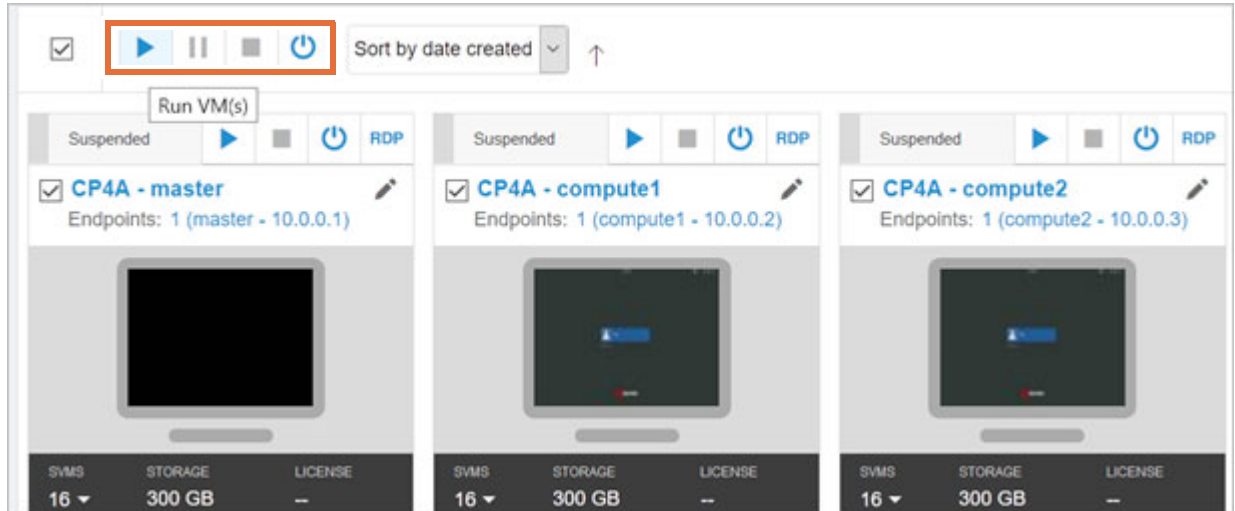 Sort by date created
Run VM(s)
Suspended RDP Suspended RDP Suspended RDP
CP4A - master CP4A - compute1 CP4A - compute2
Endpoints: 1 (master - 10.0.0.1) Endpoints: 1 (compute1 - 10.0.0.2) Endpoints: 1 (compute2 - 10.0.0.3)
SVMS STORAGE LICENSE SVMS STORAGE LICENSE SVMS STORAGE LICENSE
16 300 GB -- 16 300 GB -- 16 300 GB --